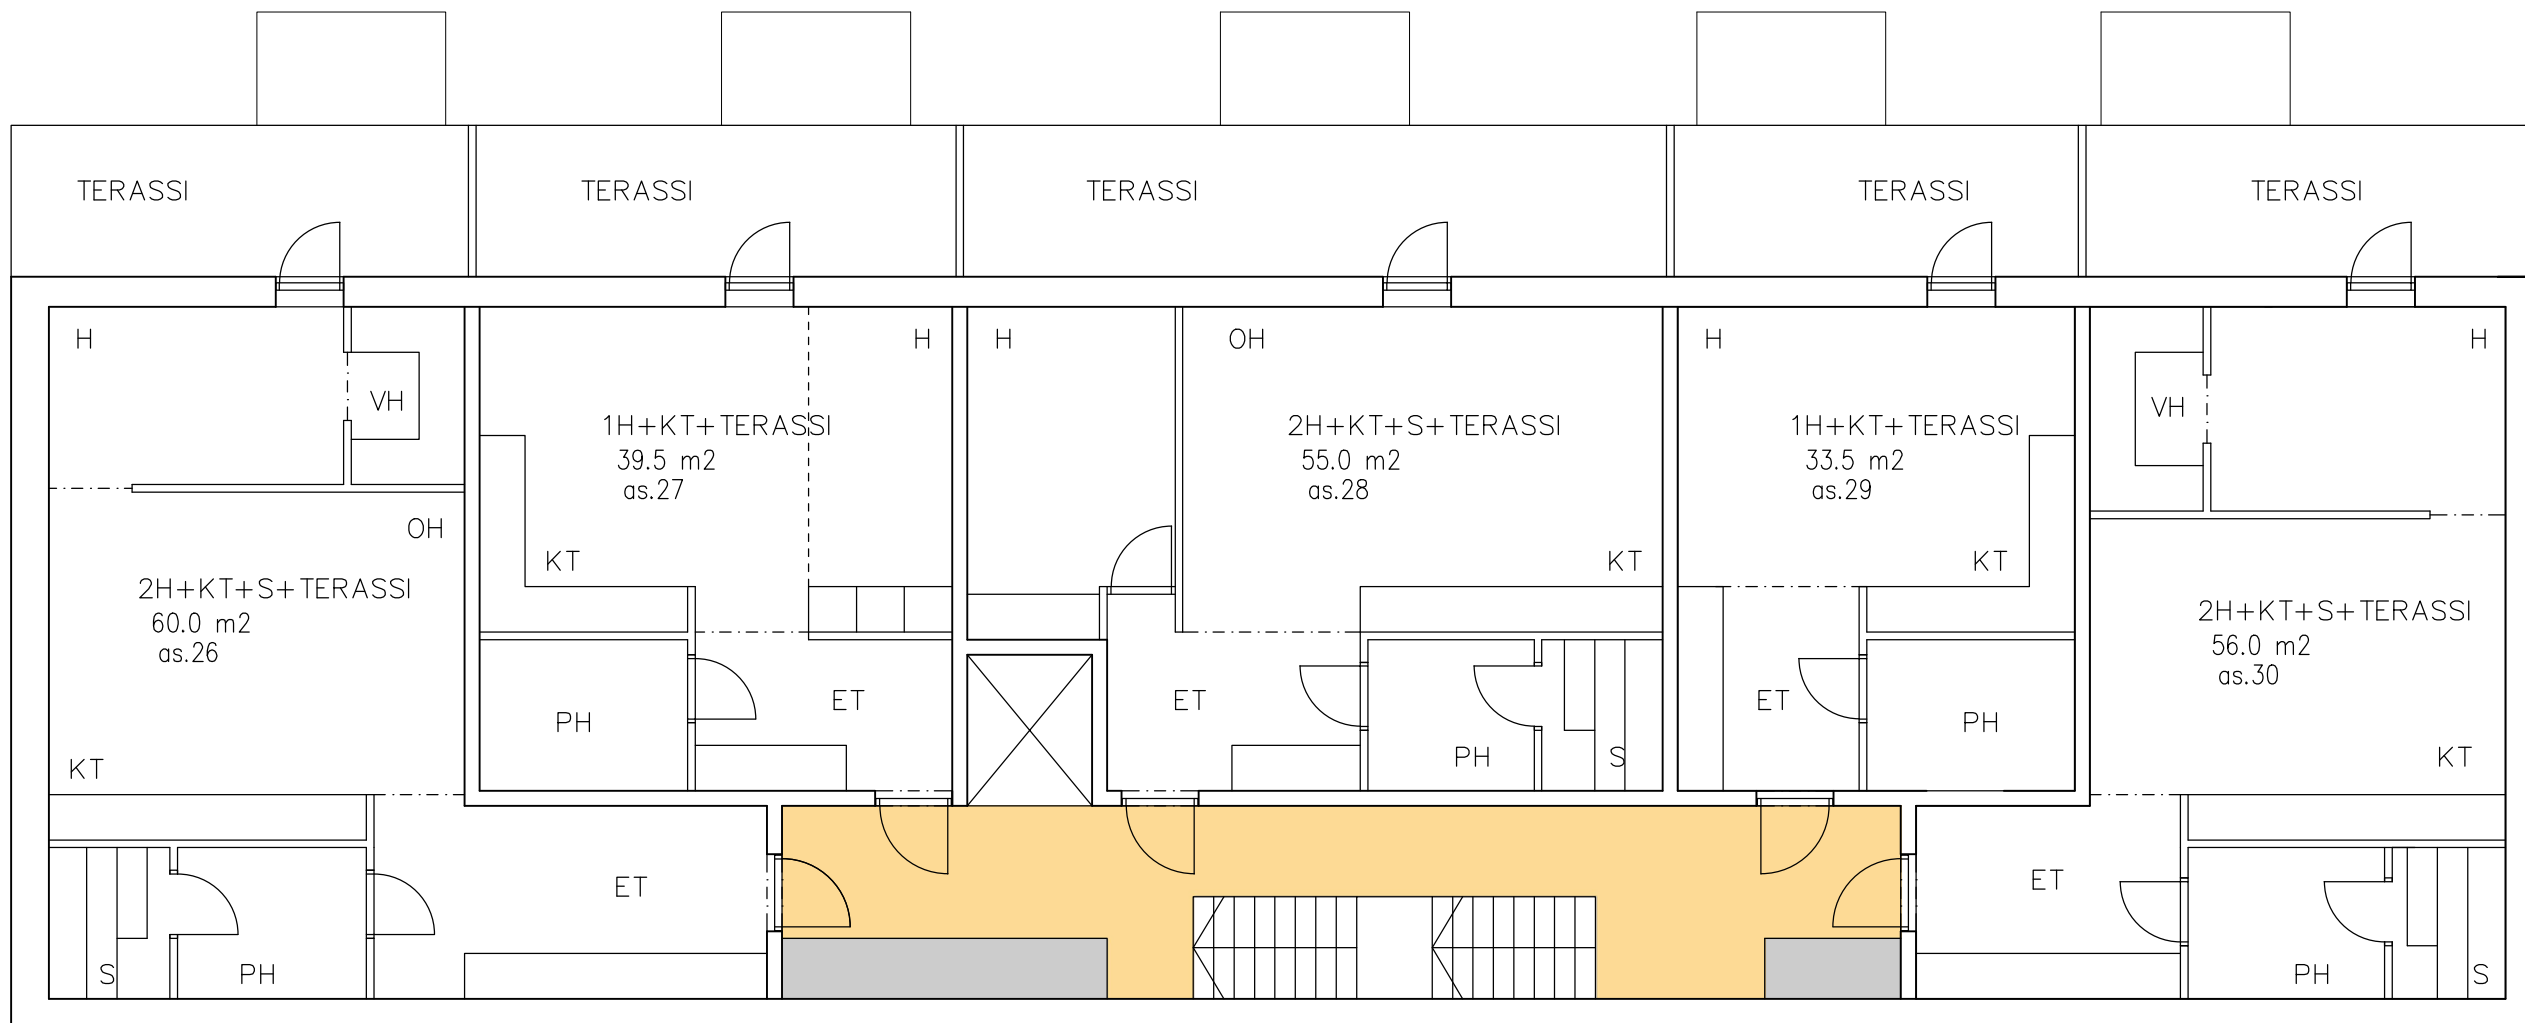 TERASSI
TERASSI
TERASSI
TERASSI
TERASSI
H
H
H
OH
H
H
VH
VH
1H+KT+TERASSI
39.5 m2
as.27
2H+KT+S+TERASSI
55.0 m2
as.28
1H+KT+TERASSI
33.5 m2
as.29
OH
KT
KT
KT
2H+KT+S+TERASSI
60.0 m2
as.26
2H+KT+S+TERASSI
56.0 m2
as.30
PH
ET
ET
PH
S
ET
PH
KT
KT
ET
ET
S
PH
PH
S